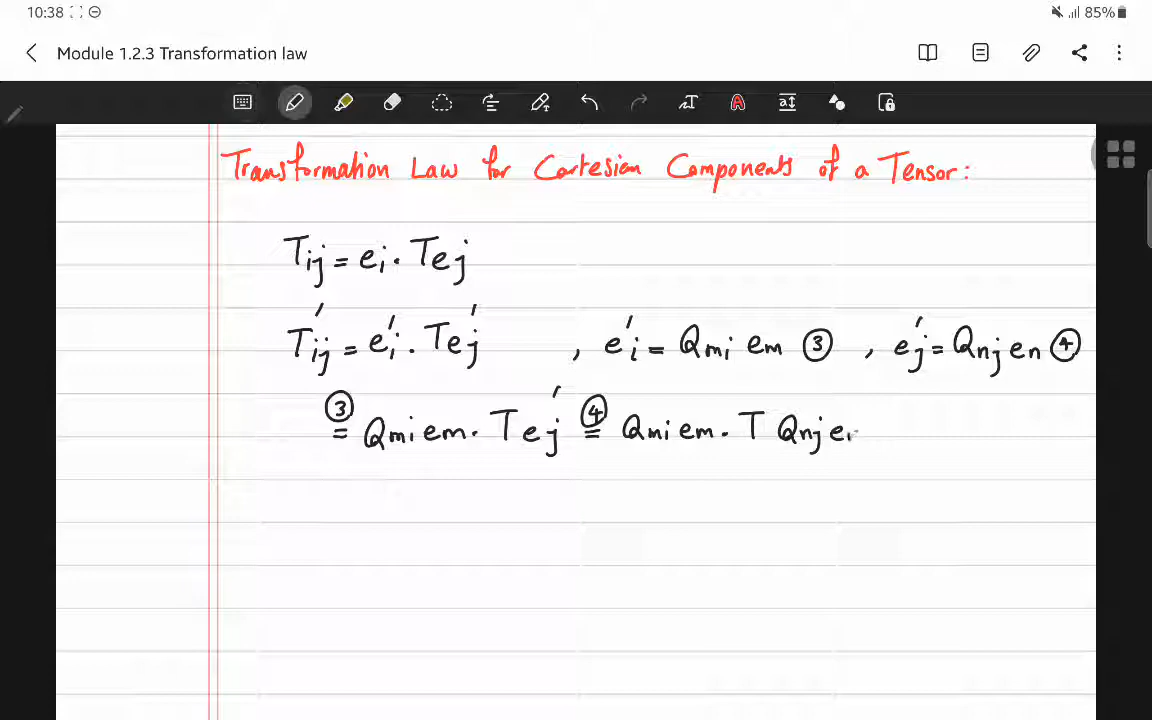 10:38 85%
Module 1.2.3 Transformation law
Transformation Law for Cartesian Components of a Tensor:
Tij = ei . Tej
T'ij = e'i . Te'j , e'i = Qmi em ③ , e'j = Qnj en ④
③= Qmi em . Te'j ④= Qmi em . T Qnj en